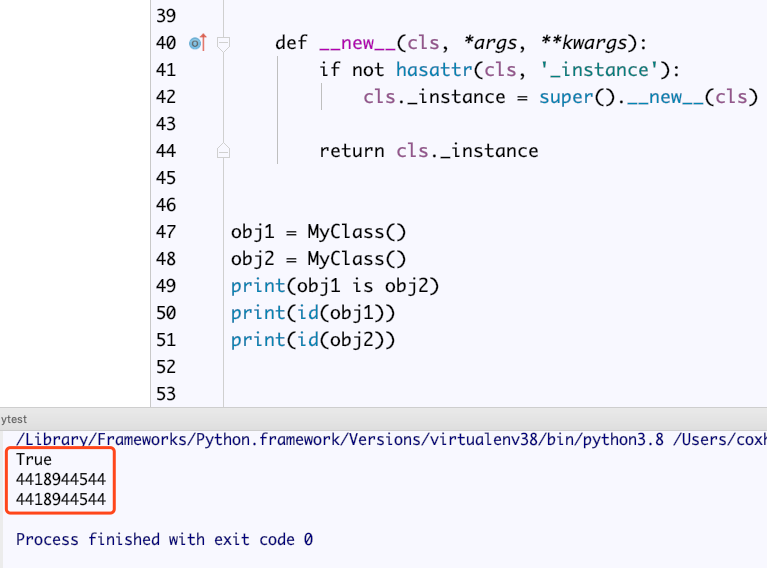 39
40 def __new__(cls, *args, **kwargs):
41 if not hasattr(cls, '_instance'):
42 cls._instance = super().__new__(cls)
43
44 return cls._instance
45
46
47 obj1 = MyClass()
48 obj2 = MyClass()
49 print(obj1 is obj2)
50 print(id(obj1))
51 print(id(obj2))
52
53
ytest
/Library/Frameworks/Python.framework/Versions/virtualenv38/bin/python3.8 /Users/coxh
True
4418944544
4418944544
Process finished with exit code 0